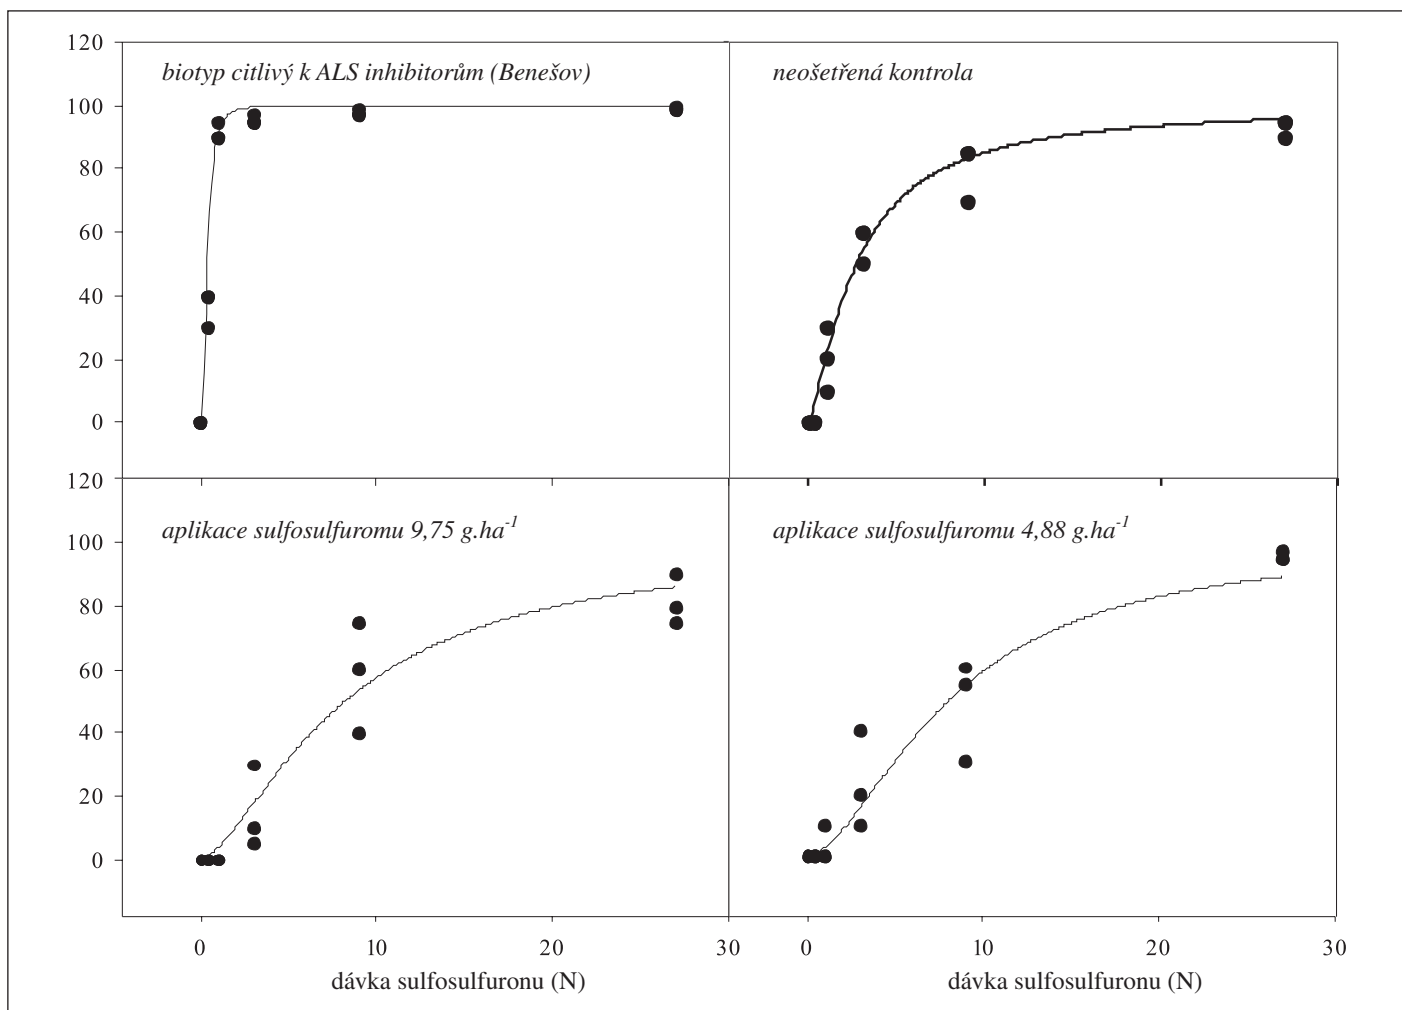 120
100
80
60
40
20
0
biotyp citlivý k ALS inhibitorům (Benešov)
neošetřená kontrola
120
100
80
60
40
20
0
aplikace sulfosulfuromu 9,75 g.ha-1
aplikace sulfosulfuromu 4,88 g.ha-1
0 10 20 30
0 10 20 30
dávka sulfosulfuronu (N)
dávka sulfosulfuronu (N)